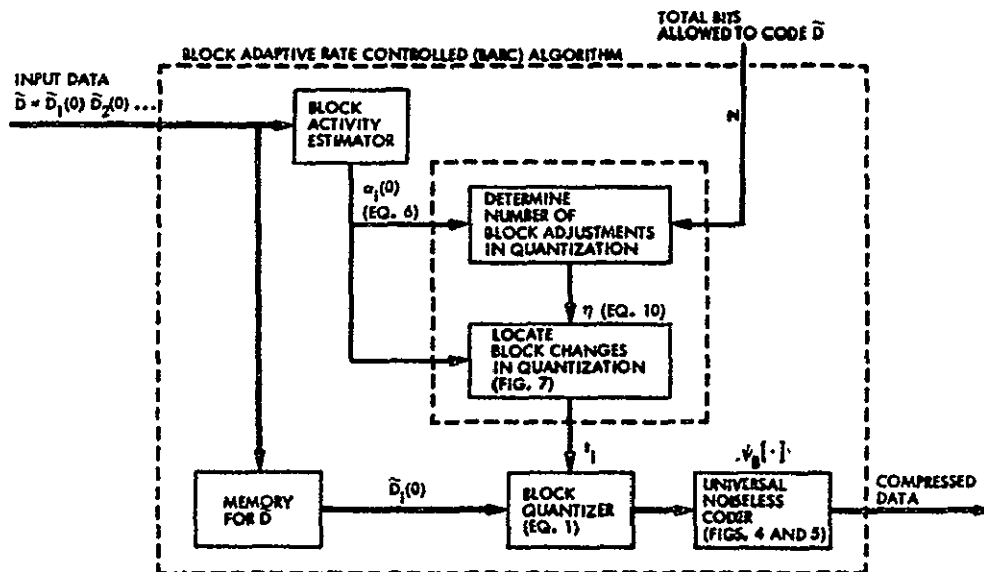 TOTAL BITS
ALLOWED TO CODE D̃
BLOCK ADAPTIVE RATE CONTROLLED (BARC) ALGORITHM
INPUT DATA
D̃ = D̃₁(0) D̃₂(0) ...
BLOCK
ACTIVITY
ESTIMATOR
N
αᵢ(0)
(EQ. 6)
DETERMINE
NUMBER OF
BLOCK ADJUSTMENTS
IN QUANTIZATION
η (EQ. 10)
LOCATE
BLOCK CHANGES
IN QUANTIZATION
(FIG. 7)
MEMORY
FOR D̃
D̃ᵢ(0)
BLOCK
QUANTIZER
(EQ. 1)
ψ₈[·]
UNIVERSAL
NOISELESS
CODER
(FIGS. 4 AND 5)
COMPRESSED
DATA